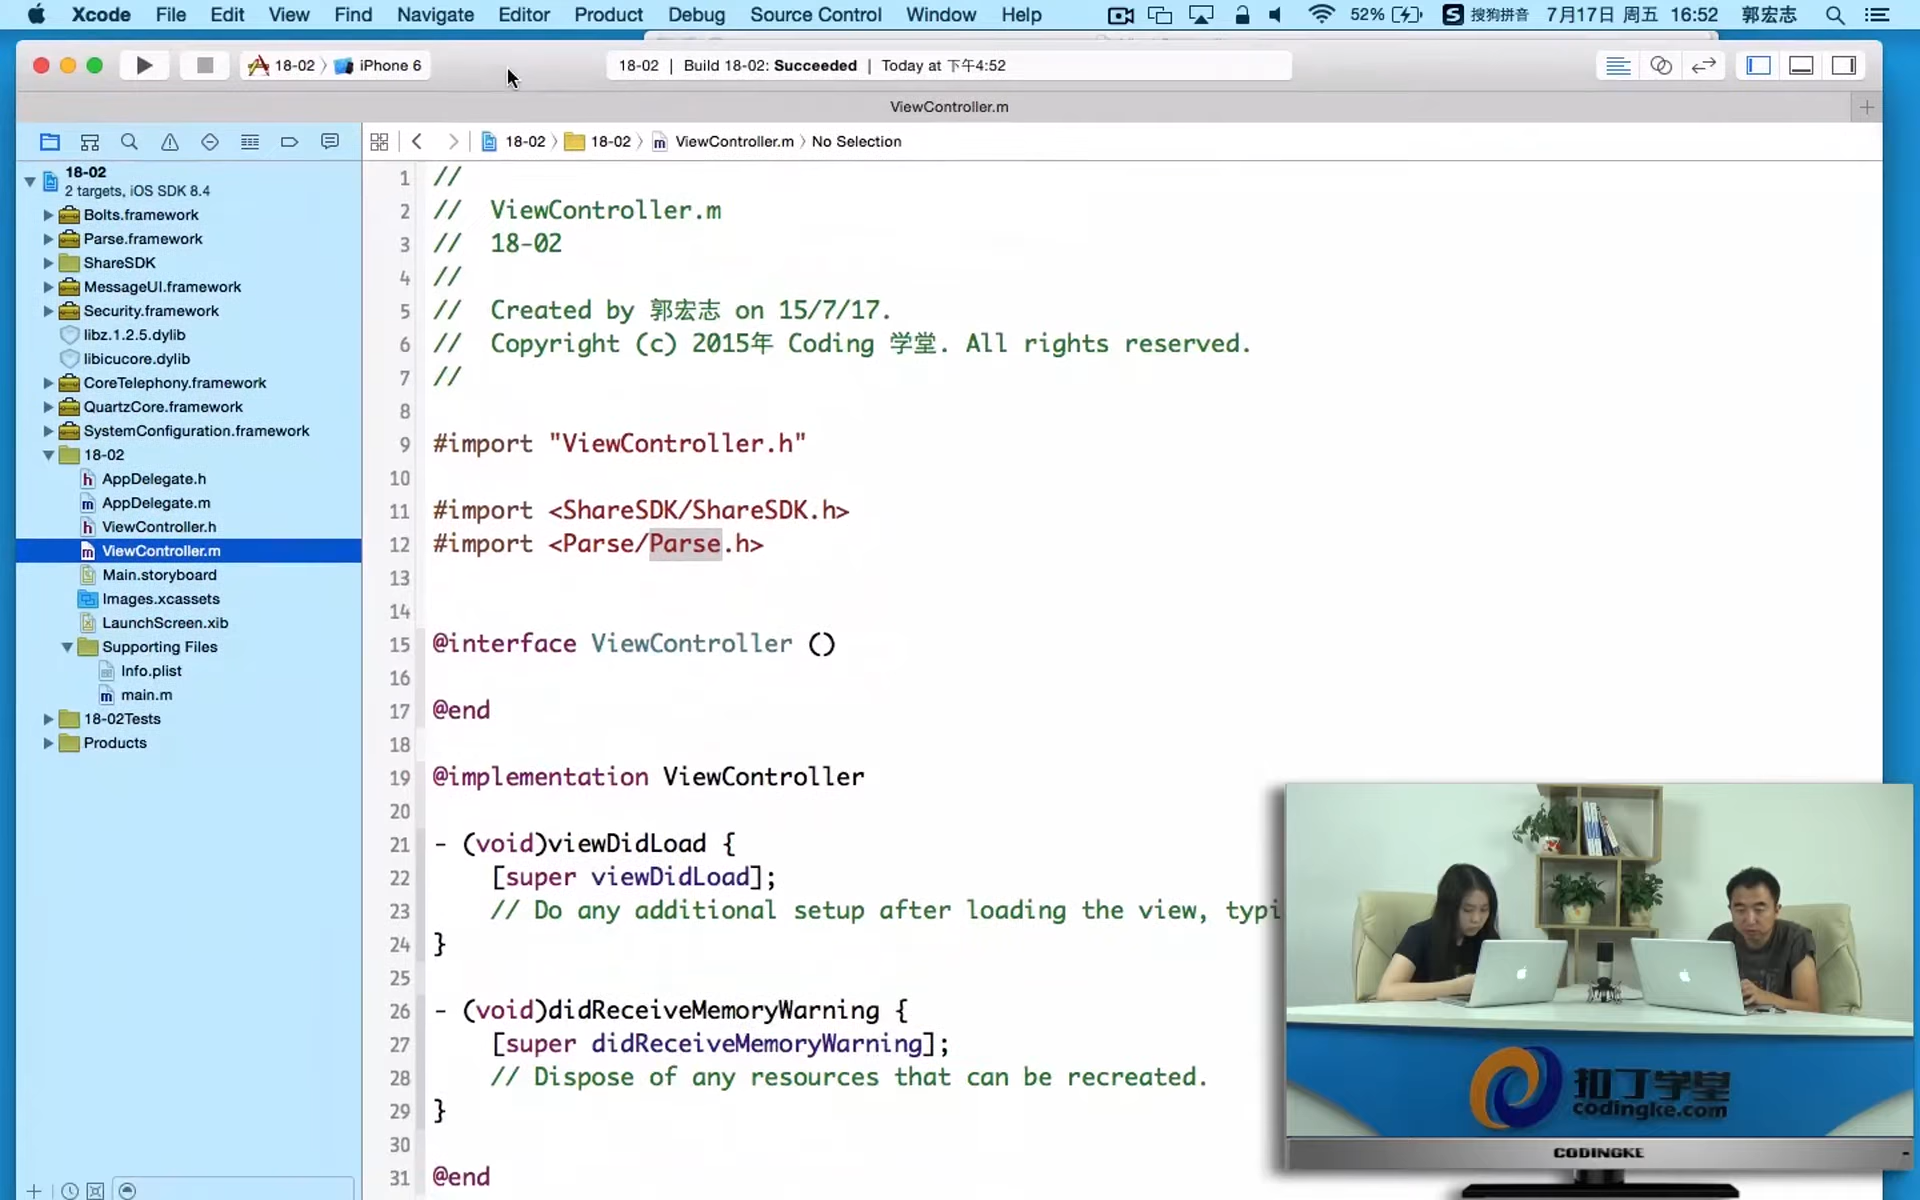 Xcode File Edit View Find Navigate Editor Product Debug Source Control Window Help 52% S 搜狗拼音 7月17日 周五 16:52 郭宏志
18-02 〉 iPhone 6
18-02 | Build 18-02: Succeeded | Today at 下午4:52
ViewController.m
18-02 〉 18-02 〉 m ViewController.m 〉 No Selection
18-02
2 targets, iOS SDK 8.4
Bolts.framework
Parse.framework
ShareSDK
MessageUI.framework
Security.framework
libz.1.2.5.dylib
libicucore.dylib
CoreTelephony.framework
QuartzCore.framework
SystemConfiguration.framework
18-02
h AppDelegate.h
m AppDelegate.m
h ViewController.h
m ViewController.m
Main.storyboard
Images.xcassets
LaunchScreen.xib
Supporting Files
Info.plist
m main.m
18-02Tests
Products
1 //
2 //  ViewController.m
3 //  18-02
4 //
5 //  Created by 郭宏志 on 15/7/17.
6 //  Copyright (c) 2015年 Coding 学堂. All rights reserved.
7 //
8
9 #import "ViewController.h"
10
11 #import <ShareSDK/ShareSDK.h>
12 #import <Parse/Parse.h>
13
14
15 @interface ViewController ()
16
17 @end
18
19 @implementation ViewController
20
21 - (void)viewDidLoad {
22     [super viewDidLoad];
23     // Do any additional setup after loading the view, typi
24 }
25
26 - (void)didReceiveMemoryWarning {
27     [super didReceiveMemoryWarning];
28     // Dispose of any resources that can be recreated.
29 }
30
31 @end
扣丁学堂
codingke.com
CODINGKE